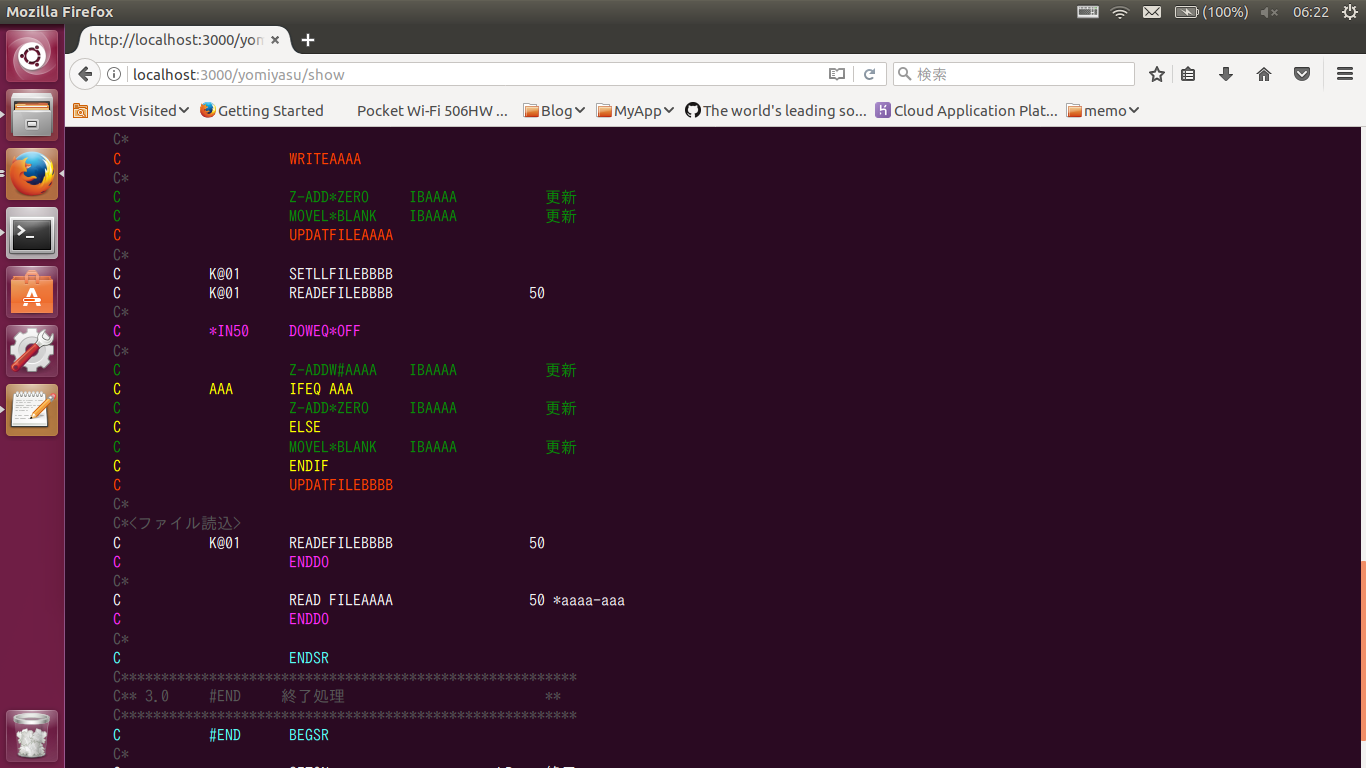 Mozilla Firefox (100%) 06:22
http://localhost:3000/yom
localhost:3000/yomiyasu/show 検索
Most Visited Getting Started Pocket Wi-Fi 506HW ... Blog MyApp The world's leading so... Cloud Application Plat... memo
C*
C WRITEAAAA
C*
C Z-ADD*ZERO IBAAAA 更新
C MOVEL*BLANK IBAAAA 更新
C UPDATFILEAAAA
C*
C K@01 SETLLFILEBBBB
C K@01 READEFILEBBBB 50
C*
C *IN50 DOWEQ*OFF
C*
C Z-ADDW#AAAA IBAAAA 更新
C AAA IFEQ AAA
C Z-ADD*ZERO IBAAAA 更新
C ELSE
C MOVEL*BLANK IBAAAA 更新
C ENDIF
C UPDATFILEBBBB
C*
C*<ファイル読込>
C K@01 READEFILEBBBB 50
C ENDDO
C*
C READ FILEAAAA 50 *aaaa-aaa
C ENDDO
C*
C ENDSR
C*********************************************************
C** 3.0 #END 終了処理 **
C*********************************************************
C #END BEGSR
C*